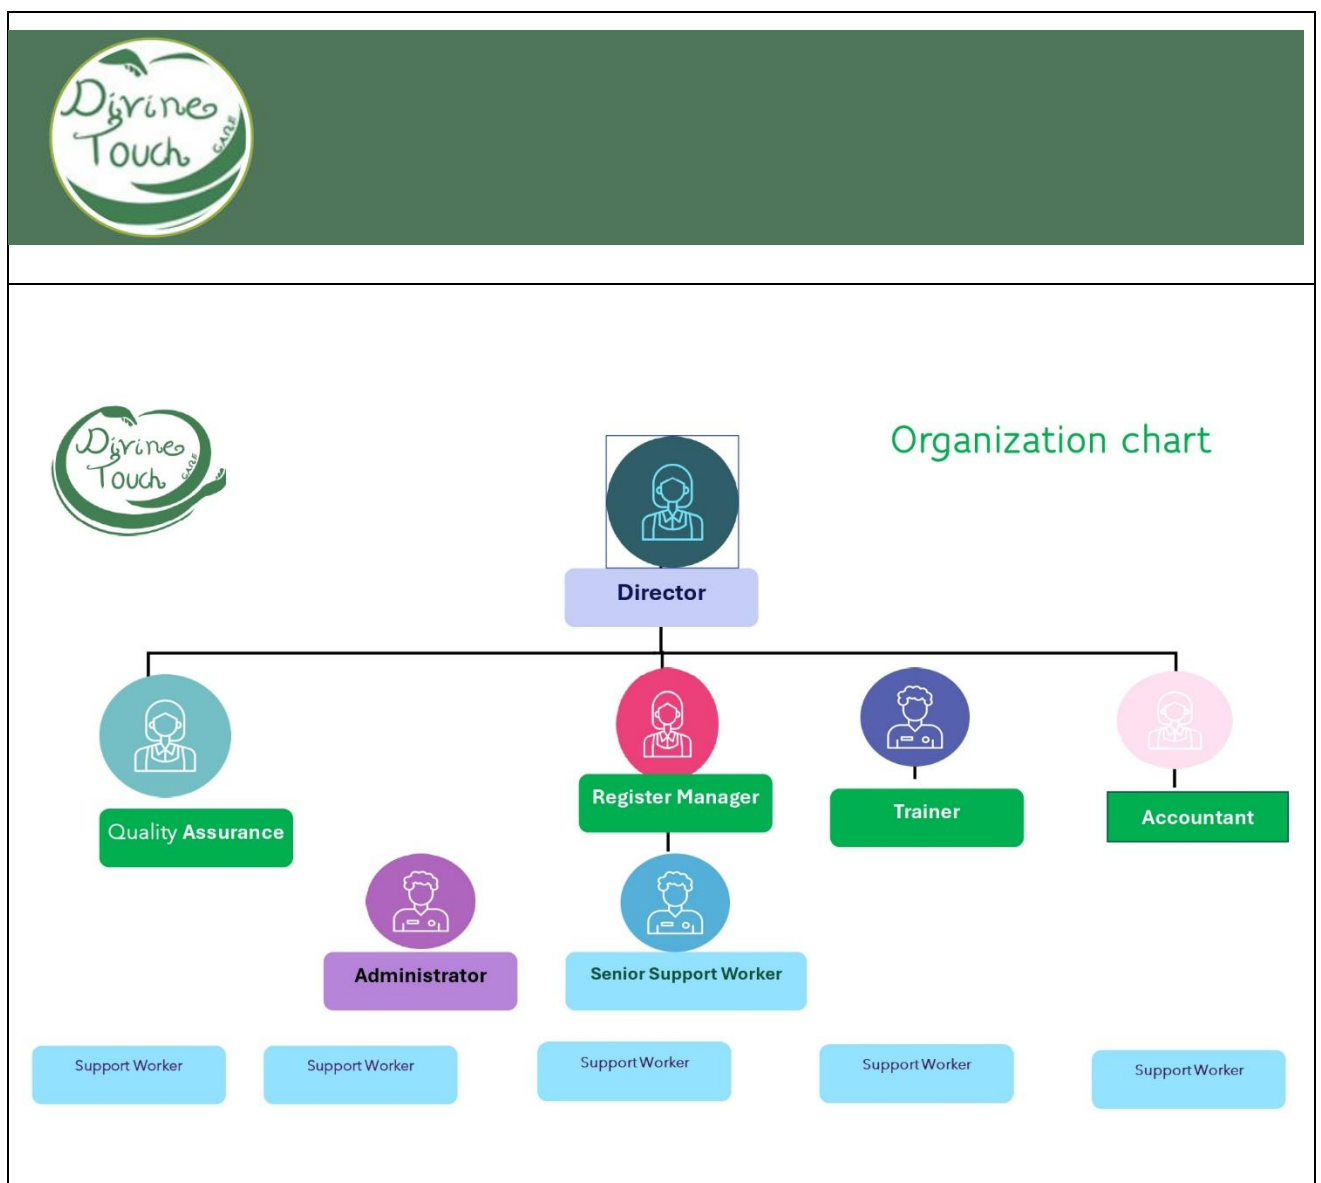 Divine
Touch
CARE
Divine
Touch
CARE
Organization chart
Director
Quality Assurance
Register Manager
Trainer
Accountant
Administrator
Senior Support Worker
Support Worker
Support Worker
Support Worker
Support Worker
Support Worker